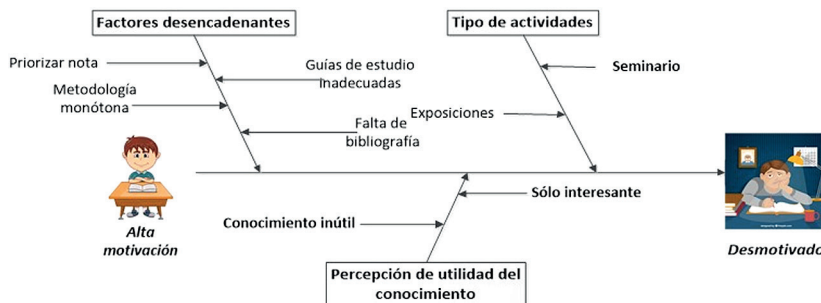 Factores desencadenantes
Tipo de actividades
Priorizar nota
Guías de estudio
inadecuadas
Seminario
Metodología
monótona
Exposiciones
Falta de
bibliografía
Sólo interesante
Conocimiento inútil
Alta
motivación
Desmotivado
Percepción de utilidad del
conocimiento